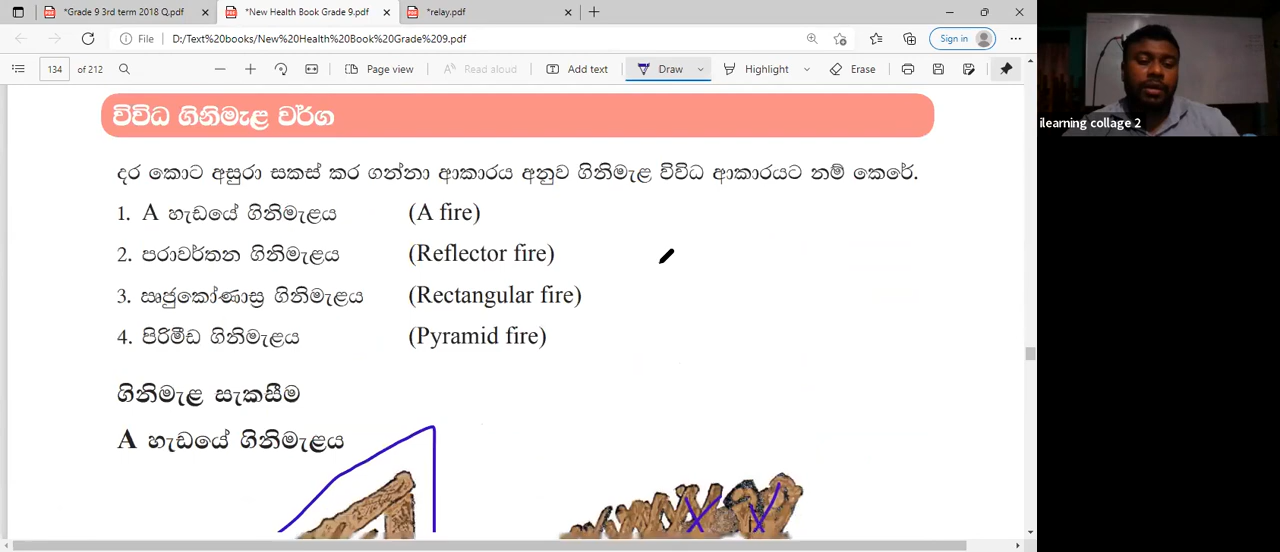 *Grade 9 3rd term 2018 Q.pdf
*New Health Book Grade 9.pdf
*relay.pdf
File D:/Text%20books/New%20Health%20Book%20Grade%209.pdf
Sign in
134 of 212
Page view
Read aloud
Add text
Draw
Highlight
Erase
ilearning collage 2
විවිධ ගිනිමැළ වර්ග
දර කොට අසුරා සකස් කර ගන්නා ආකාරය අනුව ගිනිමැළ විවිධ ආකාරයට නම් කෙරේ.
1. A හැඩයේ ගිනිමැළය (A fire)
2. පරාවර්තන ගිනිමැළය (Reflector fire)
3. ඍජුකෝණාස්‍ර ගිනිමැළය (Rectangular fire)
4. පිරිමීඩ ගිනිමැළය (Pyramid fire)
ගිනිමැළ සැකසීම
A හැඩයේ ගිනිමැළය